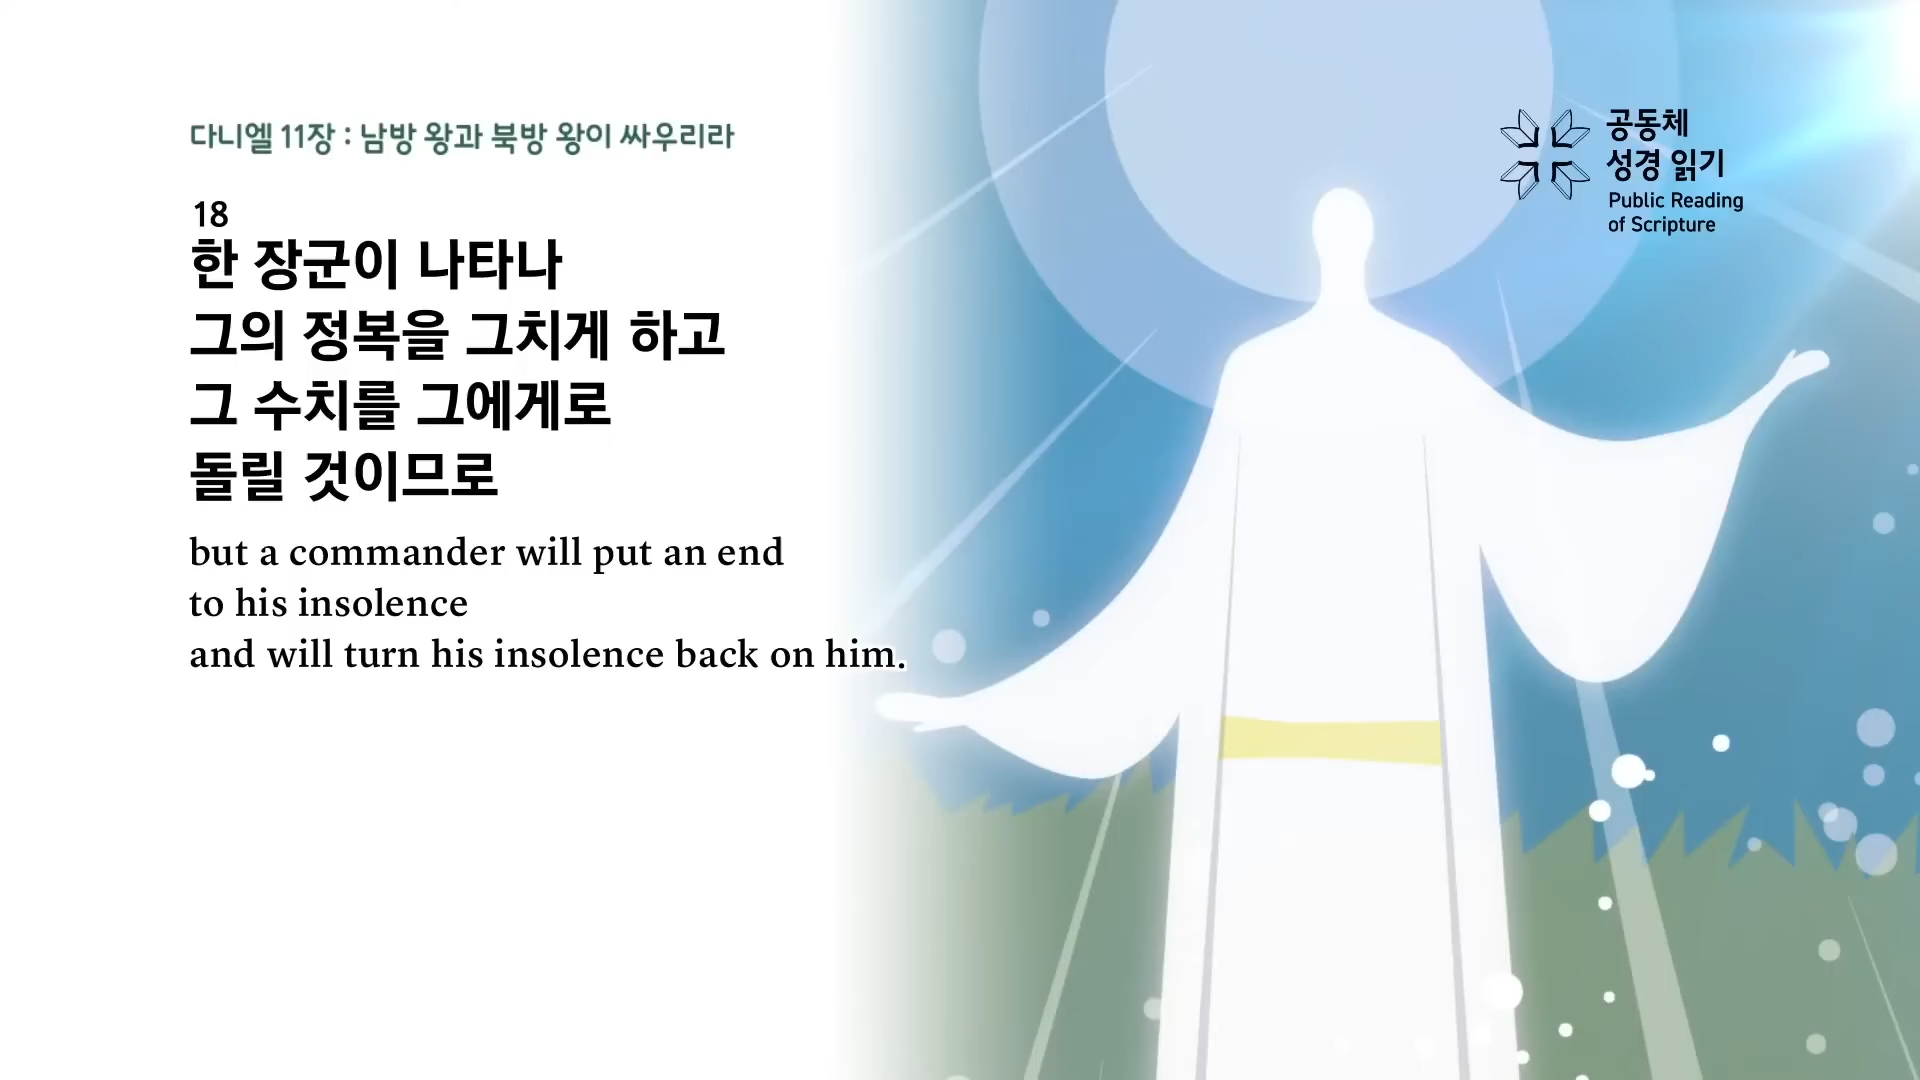 다니엘 11장 : 남방 왕과 북방 왕이 싸우리라
18
한 장군이 나타나
그의 정복을 그치게 하고
그 수치를 그에게로
돌릴 것이므로
but a commander will put an end
to his insolence
and will turn his insolence back on him.
공동체
성경 읽기
Public Reading
of Scripture